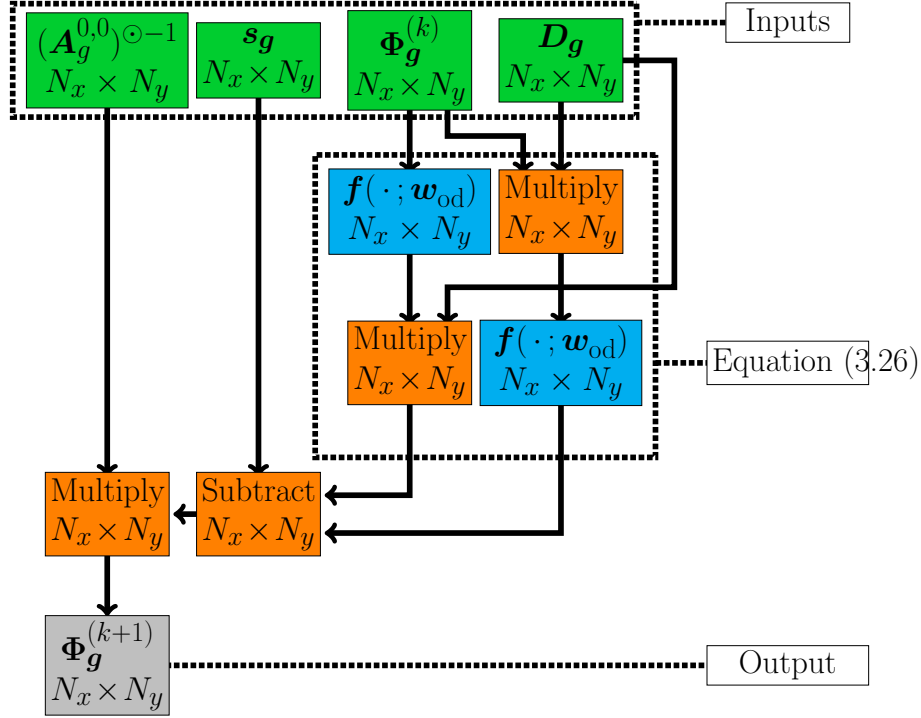 (𝑨_g^{0,0})^{⊙−1}
N_x × N_y
𝒔_𝒈
N_x × N_y
𝚽_𝒈^{(k)}
N_x × N_y
𝑫_𝒈
N_x × N_y
Inputs
𝒇( · ; 𝒘_od)
N_x × N_y
Multiply
N_x × N_y
Multiply
N_x × N_y
𝒇( · ; 𝒘_od)
N_x × N_y
Equation (3.26)
Multiply
N_x × N_y
Subtract
N_x × N_y
𝚽_𝒈^{(k+1)}
N_x × N_y
Output